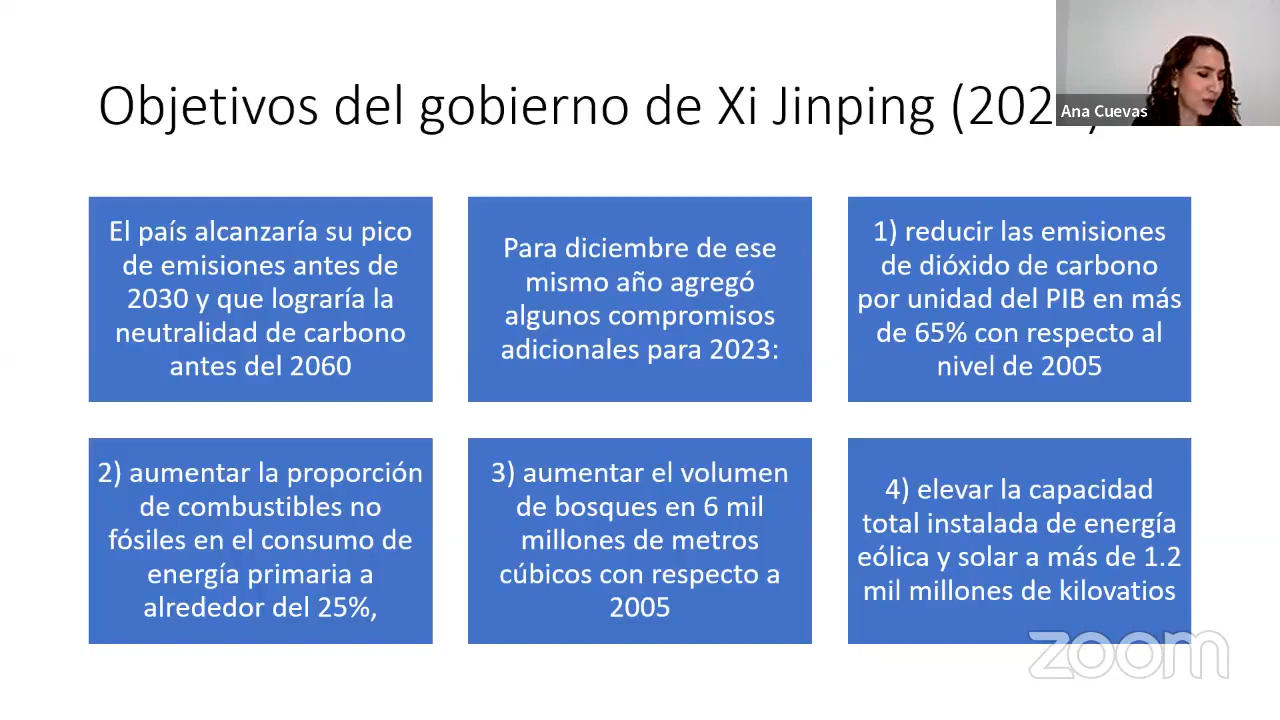 Objetivos del gobierno de Xi Jinping (202
Ana Cuevas
El país alcanzaría su pico
de emisiones antes de
2030 y que lograría la
neutralidad de carbono
antes del 2060
Para diciembre de ese
mismo año agregó
algunos compromisos
adicionales para 2023:
1) reducir las emisiones
de dióxido de carbono
por unidad del PIB en más
de 65% con respecto al
nivel de 2005
2) aumentar la proporción
de combustibles no
fósiles en el consumo de
energía primaria a
alrededor del 25%,
3) aumentar el volumen
de bosques en 6 mil
millones de metros
cúbicos con respecto a
2005
4) elevar la capacidad
total instalada de energía
eólica y solar a más de 1.2
mil millones de kilovatios
zoom